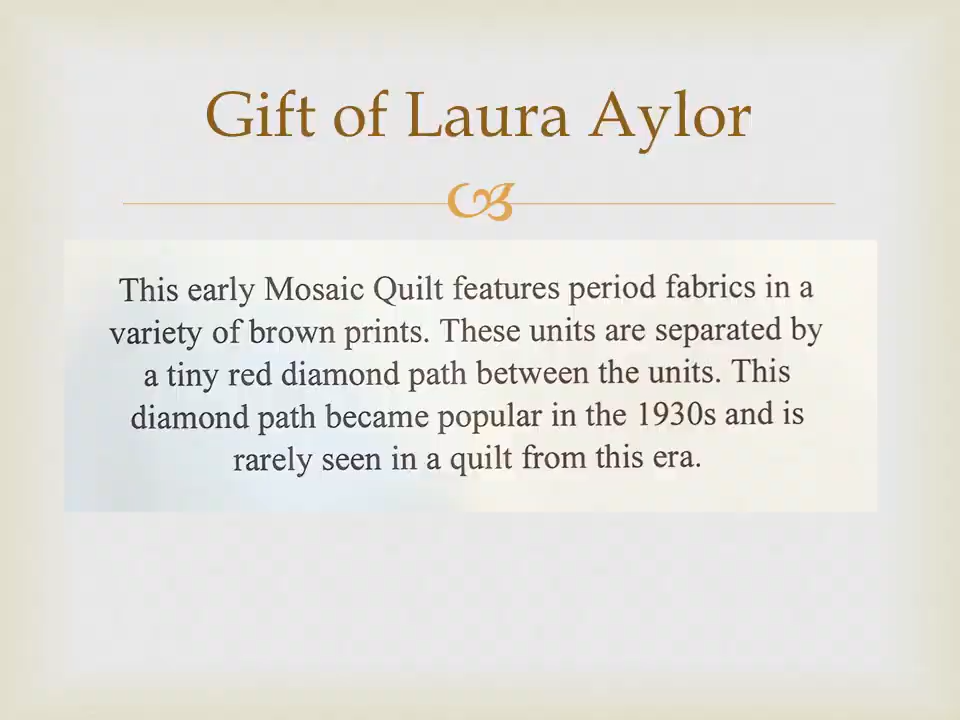 Gift of Laura Aylor
This early Mosaic Quilt features period fabrics in a
variety of brown prints. These units are separated by
a tiny red diamond path between the units. This
diamond path became popular in the 1930s and is
rarely seen in a quilt from this era.